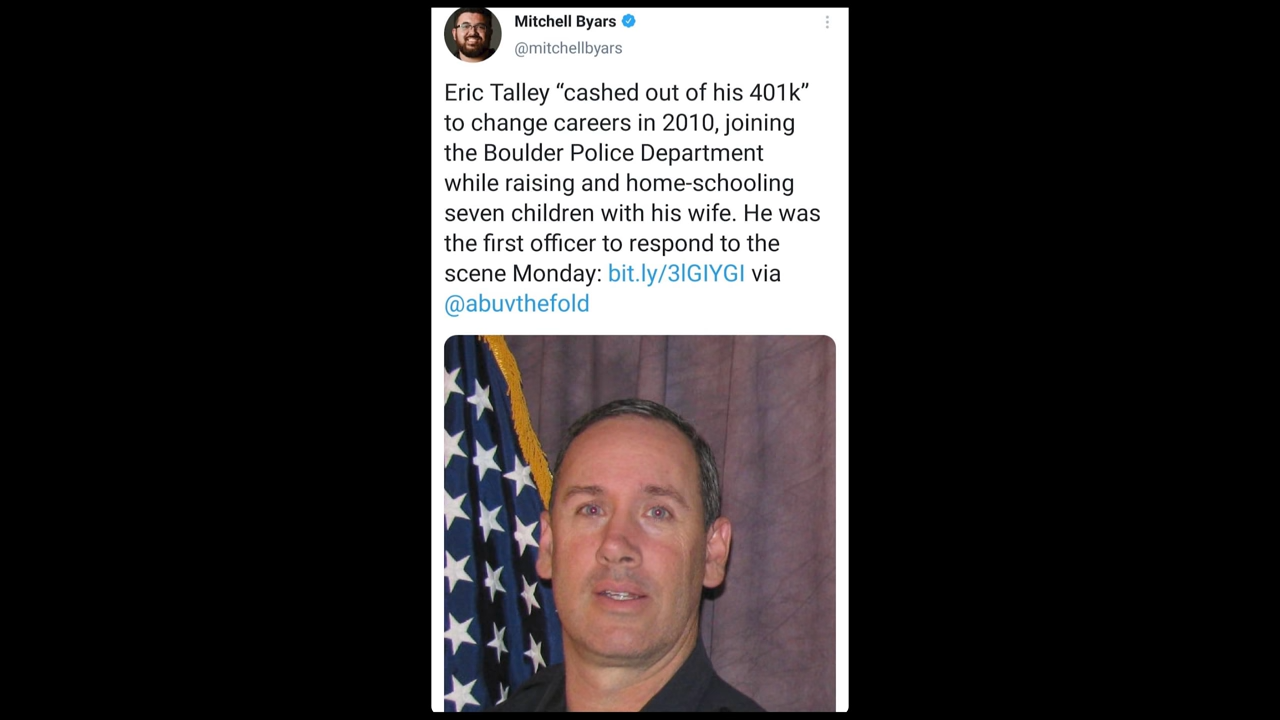 Mitchell Byars
@mitchellbyars
Eric Talley “cashed out of his 401k”
to change careers in 2010, joining
the Boulder Police Department
while raising and home-schooling
seven children with his wife. He was
the first officer to respond to the
scene Monday: bit.ly/3lGIYGI via
@abuvthefold